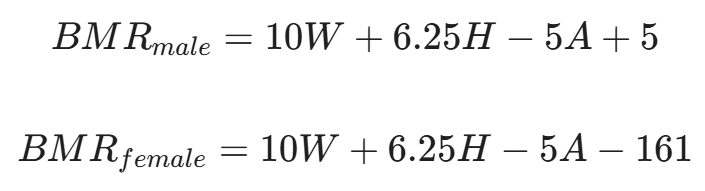 BMR_male = 10W + 6.25H − 5A + 5
BMR_female = 10W + 6.25H − 5A − 161